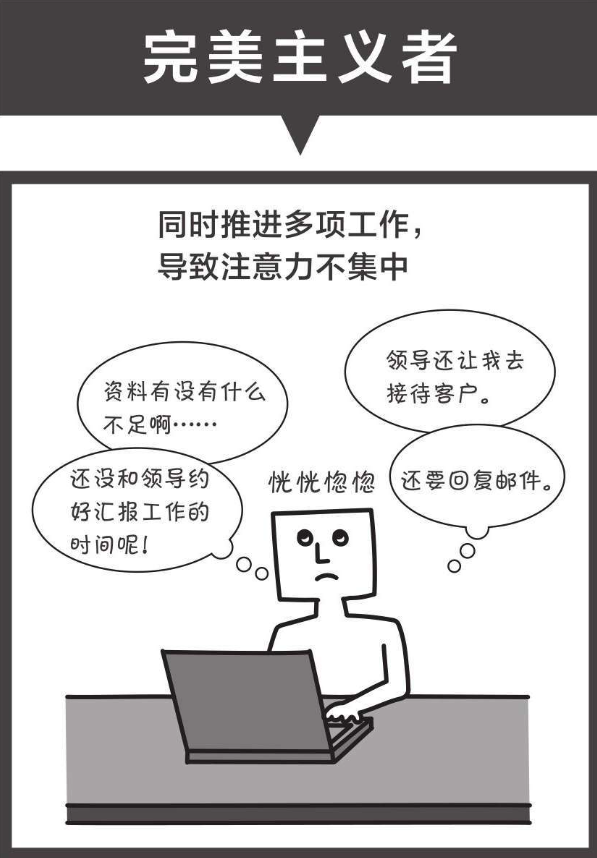 完美主义者
同时推进多项工作，
导致注意力不集中
资料有没有什么
不足啊……
还没和领导约
好汇报工作的
时间呢！
恍恍惚惚
领导还让我去
接待客户。
还要回复邮件。